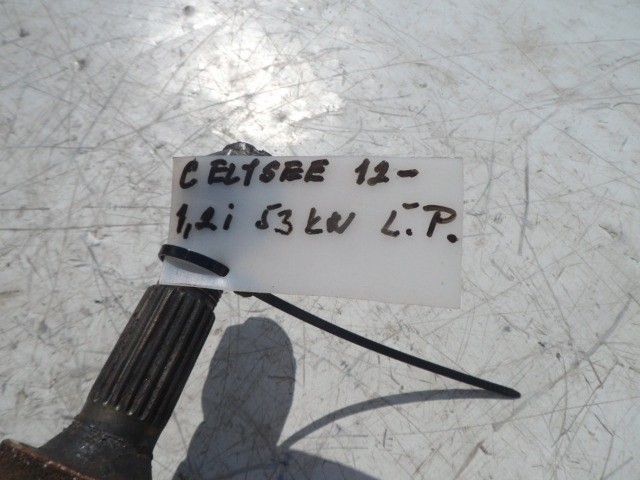 C ELYSEE 12-
1,2i 53 kW L.P.